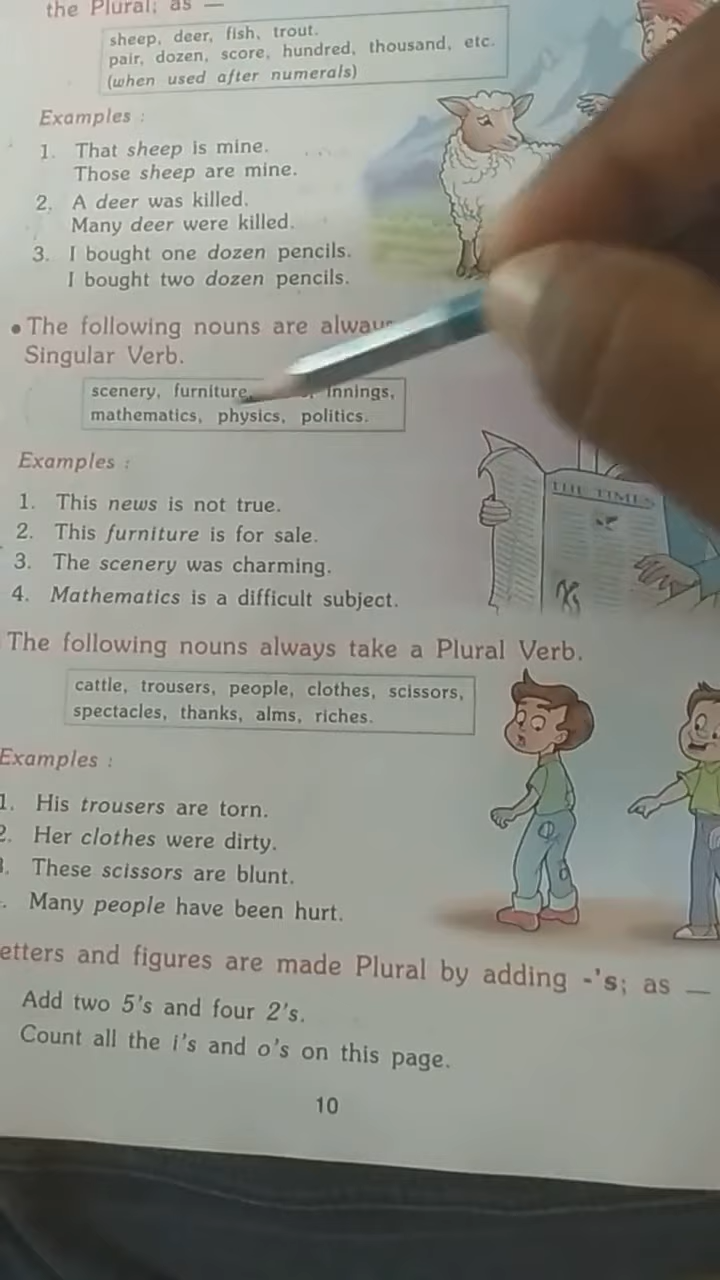 the Plural; as —
sheep, deer, fish, trout.
pair, dozen, score, hundred, thousand, etc.
(when used after numerals)
Examples :
1. That sheep is mine.
Those sheep are mine.
2. A deer was killed.
Many deer were killed.
3. I bought one dozen pencils.
I bought two dozen pencils.
• The following nouns are
Singular Verb.
scenery, furniture, innings,
mathematics, physics, politics.
Examples :
1. This news is not true.
2. This furniture is for sale.
3. The scenery was charming.
4. Mathematics is a difficult subject.
THE TIMES
The following nouns always take a Plural Verb.
cattle, trousers, people, clothes, scissors,
spectacles, thanks, alms, riches.
Examples :
1. His trousers are torn.
2. Her clothes were dirty.
. These scissors are blunt.
. Many people have been hurt.
etters and figures are made Plural by adding -'s; as —
Add two 5's and four 2's.
Count all the i's and o's on this page.
10